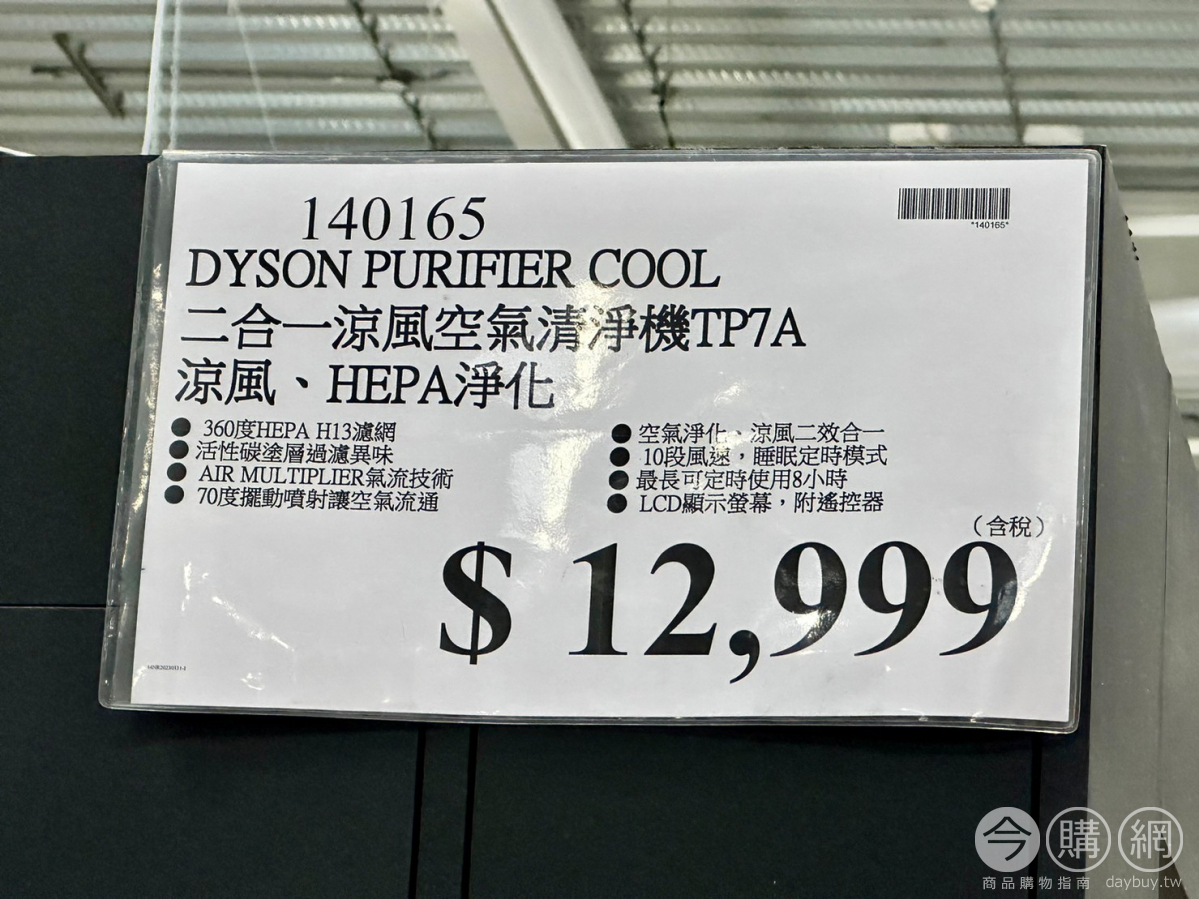 140165
*140165*
DYSON PURIFIER COOL
二合一涼風空氣清淨機TP7A
涼風、HEPA淨化
● 360度HEPA H13濾網
● 活性碳塗層過濾異味
● AIR MULTIPLIER氣流技術
● 70度擺動噴射讓空氣流通
● 空氣淨化、涼風二效合一
● 10段風速，睡眠定時模式
● 最長可定時使用8小時
● LCD顯示螢幕，附遙控器
（含稅）
$ 12,999
今購網
商品購物指南 daybuy.tw